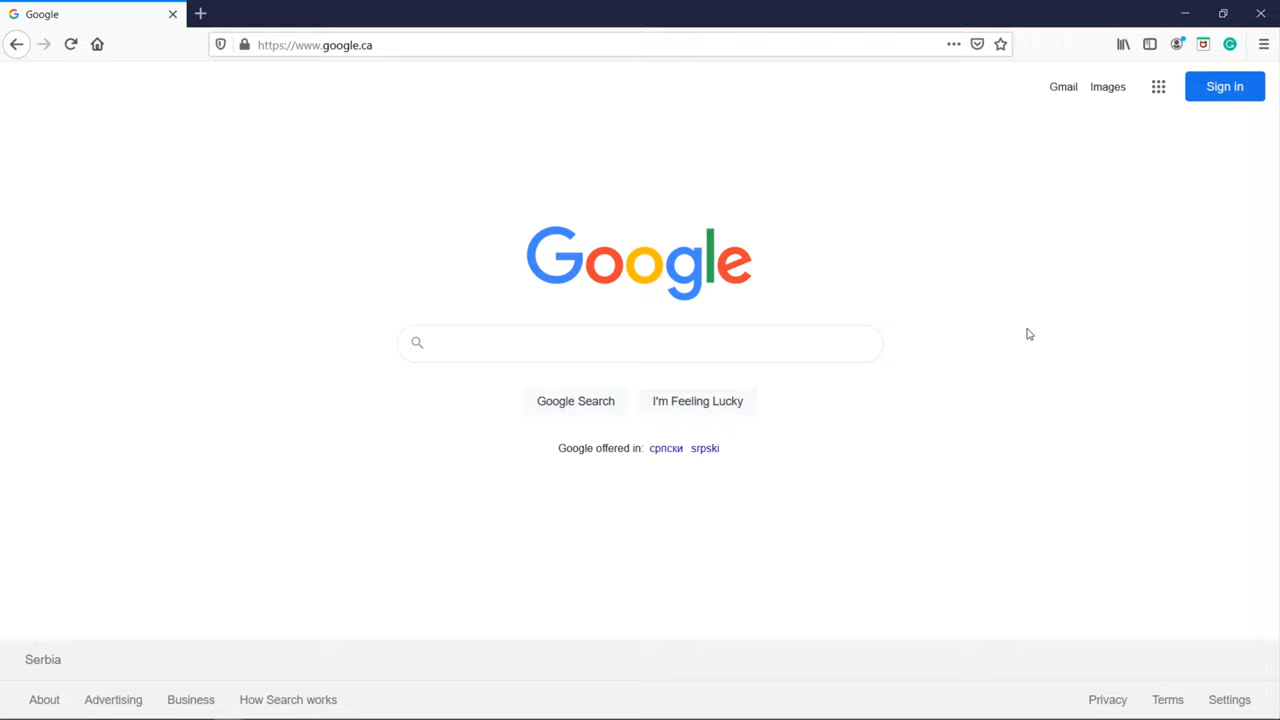 Google
https://www.google.ca
Gmail Images Sign in
Google
Google Search I'm Feeling Lucky
Google offered in: српски srpski
Serbia
About Advertising Business How Search works Privacy Terms Settings